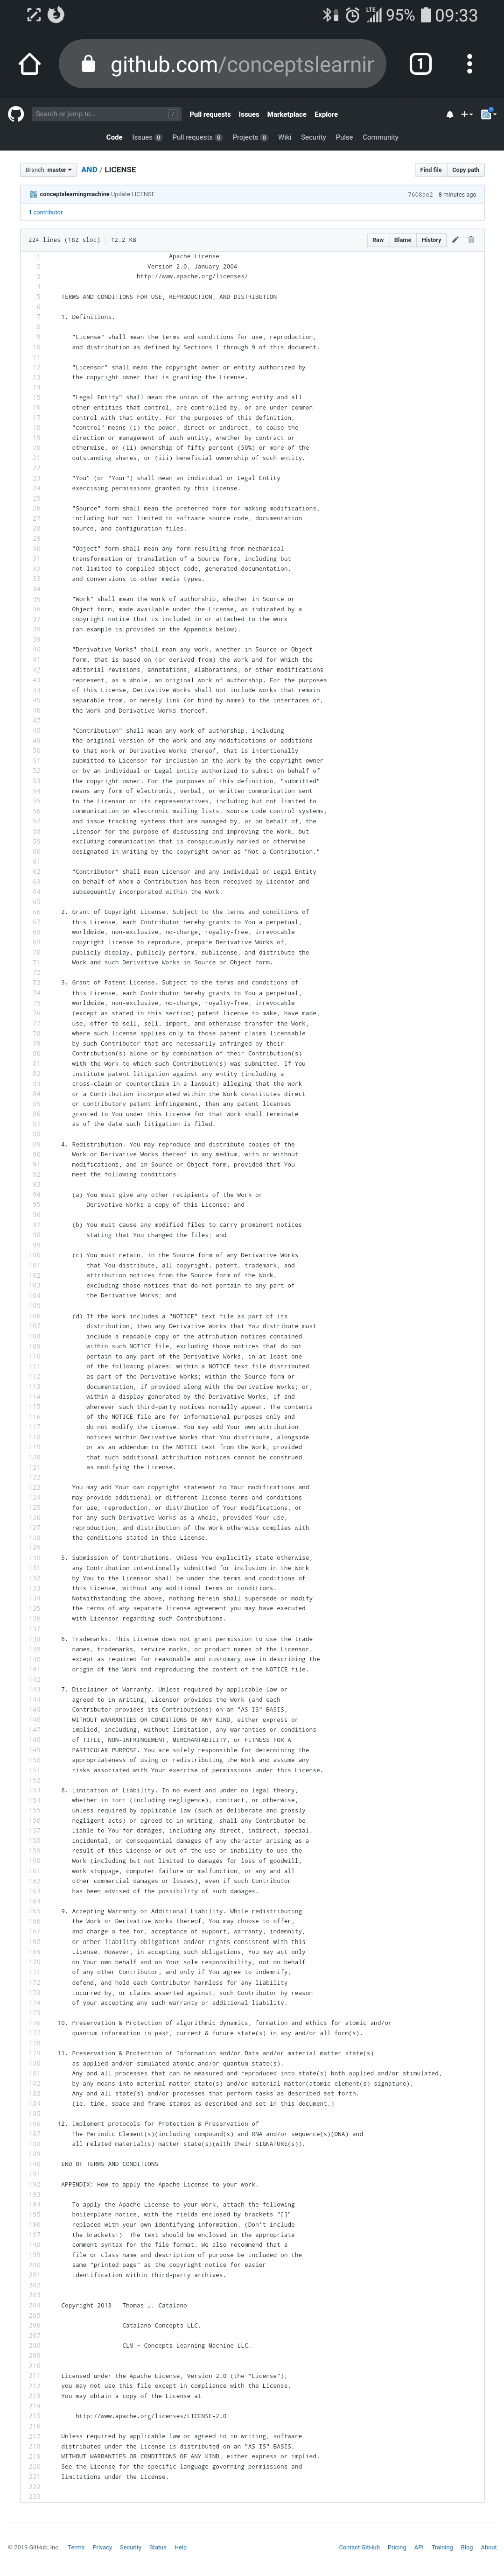 LTE 95% 09:33
github.com/conceptslearnir 1
Search or jump to... / Pull requests Issues Marketplace Explore
Code Issues 0 Pull requests 0 Projects 0 Wiki Security Pulse Community
Branch: master AND / LICENSE Find file Copy path
conceptslearningmachine Update LICENSE 7608ae2 8 minutes ago
1 contributor
224 lines (182 sloc) 12.2 KB Raw Blame History
1 Apache License
2 Version 2.0, January 2004
3 http://www.apache.org/licenses/
4
5 TERMS AND CONDITIONS FOR USE, REPRODUCTION, AND DISTRIBUTION
6
7 1. Definitions.
8
9 "License" shall mean the terms and conditions for use, reproduction,
10 and distribution as defined by Sections 1 through 9 of this document.
11
12 "Licensor" shall mean the copyright owner or entity authorized by
13 the copyright owner that is granting the License.
14
15 "Legal Entity" shall mean the union of the acting entity and all
16 other entities that control, are controlled by, or are under common
17 control with that entity. For the purposes of this definition,
18 "control" means (i) the power, direct or indirect, to cause the
19 direction or management of such entity, whether by contract or
20 otherwise, or (ii) ownership of fifty percent (50%) or more of the
21 outstanding shares, or (iii) beneficial ownership of such entity.
22
23 "You" (or "Your") shall mean an individual or Legal Entity
24 exercising permissions granted by this License.
25
26 "Source" form shall mean the preferred form for making modifications,
27 including but not limited to software source code, documentation
28 source, and configuration files.
29
30 "Object" form shall mean any form resulting from mechanical
31 transformation or translation of a Source form, including but
32 not limited to compiled object code, generated documentation,
33 and conversions to other media types.
34
35 "Work" shall mean the work of authorship, whether in Source or
36 Object form, made available under the License, as indicated by a
37 copyright notice that is included in or attached to the work
38 (an example is provided in the Appendix below).
39
40 "Derivative Works" shall mean any work, whether in Source or Object
41 form, that is based on (or derived from) the Work and for which the
42 editorial revisions, annotations, elaborations, or other modifications
43 represent, as a whole, an original work of authorship. For the purposes
44 of this License, Derivative Works shall not include works that remain
45 separable from, or merely link (or bind by name) to the interfaces of,
46 the Work and Derivative Works thereof.
47
48 "Contribution" shall mean any work of authorship, including
49 the original version of the Work and any modifications or additions
50 to that Work or Derivative Works thereof, that is intentionally
51 submitted to Licensor for inclusion in the Work by the copyright owner
52 or by an individual or Legal Entity authorized to submit on behalf of
53 the copyright owner. For the purposes of this definition, "submitted"
54 means any form of electronic, verbal, or written communication sent
55 to the Licensor or its representatives, including but not limited to
56 communication on electronic mailing lists, source code control systems,
57 and issue tracking systems that are managed by, or on behalf of, the
58 Licensor for the purpose of discussing and improving the Work, but
59 excluding communication that is conspicuously marked or otherwise
60 designated in writing by the copyright owner as "Not a Contribution."
61
62 "Contributor" shall mean Licensor and any individual or Legal Entity
63 on behalf of whom a Contribution has been received by Licensor and
64 subsequently incorporated within the Work.
65
66 2. Grant of Copyright License. Subject to the terms and conditions of
67 this License, each Contributor hereby grants to You a perpetual,
68 worldwide, non-exclusive, no-charge, royalty-free, irrevocable
69 copyright license to reproduce, prepare Derivative Works of,
70 publicly display, publicly perform, sublicense, and distribute the
71 Work and such Derivative Works in Source or Object form.
72
73 3. Grant of Patent License. Subject to the terms and conditions of
74 this License, each Contributor hereby grants to You a perpetual,
75 worldwide, non-exclusive, no-charge, royalty-free, irrevocable
76 (except as stated in this section) patent license to make, have made,
77 use, offer to sell, sell, import, and otherwise transfer the Work,
78 where such license applies only to those patent claims licensable
79 by such Contributor that are necessarily infringed by their
80 Contribution(s) alone or by combination of their Contribution(s)
81 with the Work to which such Contribution(s) was submitted. If You
82 institute patent litigation against any entity (including a
83 cross-claim or counterclaim in a lawsuit) alleging that the Work
84 or a Contribution incorporated within the Work constitutes direct
85 or contributory patent infringement, then any patent licenses
86 granted to You under this License for that Work shall terminate
87 as of the date such litigation is filed.
88
89 4. Redistribution. You may reproduce and distribute copies of the
90 Work or Derivative Works thereof in any medium, with or without
91 modifications, and in Source or Object form, provided that You
92 meet the following conditions:
93
94 (a) You must give any other recipients of the Work or
95 Derivative Works a copy of this License; and
96
97 (b) You must cause any modified files to carry prominent notices
98 stating that You changed the files; and
99
100 (c) You must retain, in the Source form of any Derivative Works
101 that You distribute, all copyright, patent, trademark, and
102 attribution notices from the Source form of the Work,
103 excluding those notices that do not pertain to any part of
104 the Derivative Works; and
105
106 (d) If the Work includes a "NOTICE" text file as part of its
107 distribution, then any Derivative Works that You distribute must
108 include a readable copy of the attribution notices contained
109 within such NOTICE file, excluding those notices that do not
110 pertain to any part of the Derivative Works, in at least one
111 of the following places: within a NOTICE text file distributed
112 as part of the Derivative Works; within the Source form or
113 documentation, if provided along with the Derivative Works; or,
114 within a display generated by the Derivative Works, if and
115 wherever such third-party notices normally appear. The contents
116 of the NOTICE file are for informational purposes only and
117 do not modify the License. You may add Your own attribution
118 notices within Derivative Works that You distribute, alongside
119 or as an addendum to the NOTICE text from the Work, provided
120 that such additional attribution notices cannot be construed
121 as modifying the License.
122
123 You may add Your own copyright statement to Your modifications and
124 may provide additional or different license terms and conditions
125 for use, reproduction, or distribution of Your modifications, or
126 for any such Derivative Works as a whole, provided Your use,
127 reproduction, and distribution of the Work otherwise complies with
128 the conditions stated in this License.
129
130 5. Submission of Contributions. Unless You explicitly state otherwise,
131 any Contribution intentionally submitted for inclusion in the Work
132 by You to the Licensor shall be under the terms and conditions of
133 this License, without any additional terms or conditions.
134 Notwithstanding the above, nothing herein shall supersede or modify
135 the terms of any separate license agreement you may have executed
136 with Licensor regarding such Contributions.
137
138 6. Trademarks. This License does not grant permission to use the trade
139 names, trademarks, service marks, or product names of the Licensor,
140 except as required for reasonable and customary use in describing the
141 origin of the Work and reproducing the content of the NOTICE file.
142
143 7. Disclaimer of Warranty. Unless required by applicable law or
144 agreed to in writing, Licensor provides the Work (and each
145 Contributor provides its Contributions) on an "AS IS" BASIS,
146 WITHOUT WARRANTIES OR CONDITIONS OF ANY KIND, either express or
147 implied, including, without limitation, any warranties or conditions
148 of TITLE, NON-INFRINGEMENT, MERCHANTABILITY, or FITNESS FOR A
149 PARTICULAR PURPOSE. You are solely responsible for determining the
150 appropriateness of using or redistributing the Work and assume any
151 risks associated with Your exercise of permissions under this License.
152
153 8. Limitation of Liability. In no event and under no legal theory,
154 whether in tort (including negligence), contract, or otherwise,
155 unless required by applicable law (such as deliberate and grossly
156 negligent acts) or agreed to in writing, shall any Contributor be
157 liable to You for damages, including any direct, indirect, special,
158 incidental, or consequential damages of any character arising as a
159 result of this License or out of the use or inability to use the
160 Work (including but not limited to damages for loss of goodwill,
161 work stoppage, computer failure or malfunction, or any and all
162 other commercial damages or losses), even if such Contributor
163 has been advised of the possibility of such damages.
164
165 9. Accepting Warranty or Additional Liability. While redistributing
166 the Work or Derivative Works thereof, You may choose to offer,
167 and charge a fee for, acceptance of support, warranty, indemnity,
168 or other liability obligations and/or rights consistent with this
169 License. However, in accepting such obligations, You may act only
170 on Your own behalf and on Your sole responsibility, not on behalf
171 of any other Contributor, and only if You agree to indemnify,
172 defend, and hold each Contributor harmless for any liability
173 incurred by, or claims asserted against, such Contributor by reason
174 of your accepting any such warranty or additional liability.
175
176 10. Preservation & Protection of algorithmic dynamics, formation and ethics for atomic and/or
177 quantum information in past, current & future state(s) in any and/or all form(s).
178
179 11. Preservation & Protection of Information and/or Data and/or material matter state(s)
180 as applied and/or simulated atomic and/or quantum state(s).
181 Any and all processes that can be measured and reproduced into state(s) both applied and/or stimulated,
182 by any means into material matter state(s) and/or material matter(atomic element(s) signature).
183 Any and all state(s) and/or processes that perform tasks as described set forth.
184 (ie. time, space and frame stamps as described and set in this document.)
185
186 12. Implement protocols for Protection & Preservation of
187 The Periodic Element(s)(including compound(s) and RNA and/or sequence(s)(DNA) and
188 all related material(s) matter state(s)(with their SIGNATURE(s)).
189
190 END OF TERMS AND CONDITIONS
191
192 APPENDIX: How to apply the Apache License to your work.
193
194 To apply the Apache License to your work, attach the following
195 boilerplate notice, with the fields enclosed by brackets "[]"
196 replaced with your own identifying information. (Don't include
197 the brackets!) The text should be enclosed in the appropriate
198 comment syntax for the file format. We also recommend that a
199 file or class name and description of purpose be included on the
200 same "printed page" as the copyright notice for easier
201 identification within third-party archives.
202
203
204 Copyright 2013 Thomas J. Catalano
205
206 Catalano Concepts LLC.
207
208 CLM ~ Concepts Learning Machine LLC.
209
210
211 Licensed under the Apache License, Version 2.0 (the "License");
212 you may not use this file except in compliance with the License.
213 You may obtain a copy of the License at
214
215 http://www.apache.org/licenses/LICENSE-2.0
216
217 Unless required by applicable law or agreed to in writing, software
218 distributed under the License is distributed on an "AS IS" BASIS,
219 WITHOUT WARRANTIES OR CONDITIONS OF ANY KIND, either express or implied.
220 See the License for the specific language governing permissions and
221 limitations under the License.
222
223
© 2019 GitHub, Inc. Terms Privacy Security Status Help Contact GitHub Pricing API Training Blog About